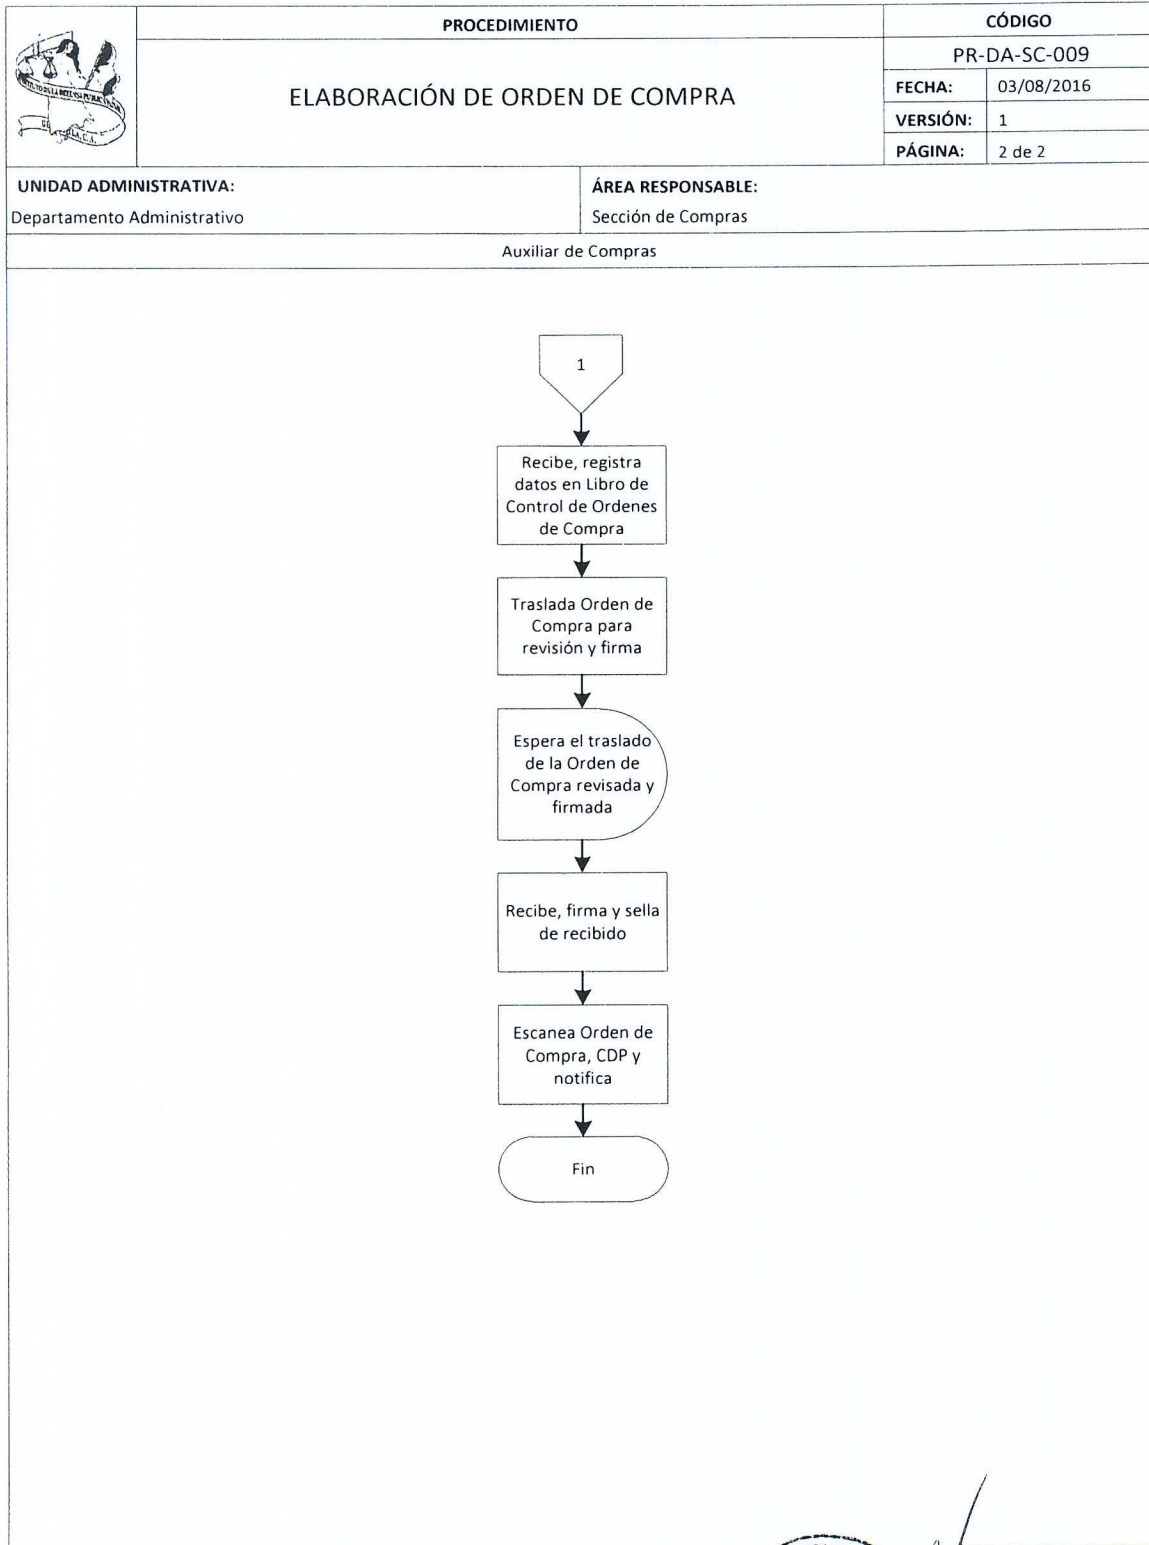 PROCEDIMIENTO
CÓDIGO
ELABORACIÓN DE ORDEN DE COMPRA
PR-DA-SC-009
FECHA: 03/08/2016
VERSIÓN: 1
PÁGINA: 2 de 2
UNIDAD ADMINISTRATIVA:
Departamento Administrativo
ÁREA RESPONSABLE:
Sección de Compras
Auxiliar de Compras
1
Recibe, registra
datos en Libro de
Control de Ordenes
de Compra
Traslada Orden de
Compra para
revisión y firma
Espera el traslado
de la Orden de
Compra revisada y
firmada
Recibe, firma y sella
de recibido
Escanea Orden de
Compra, CDP y
notifica
Fin